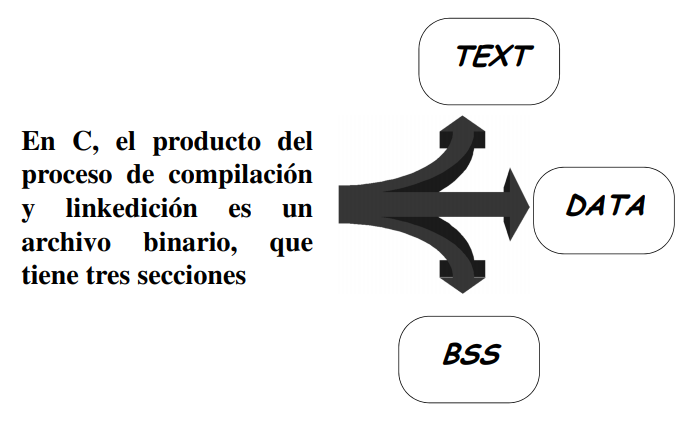 TEXT
En C, el producto del
proceso de compilación
y linkedición es un
archivo binario, que
tiene tres secciones
DATA
BSS